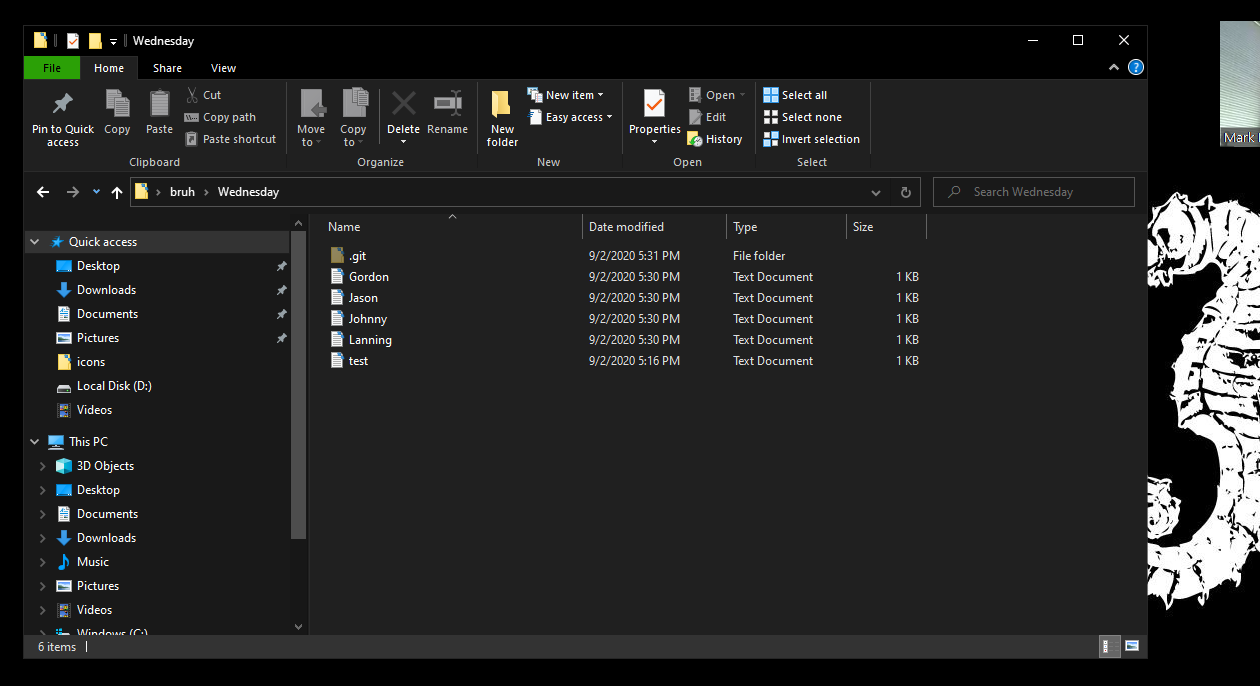 Wednesday
File Home Share View
Pin to Quick access
Copy
Paste
Cut
Copy path
Paste shortcut
Clipboard
Move to
Copy to
Delete
Rename
Organize
New folder
New item
Easy access
New
Properties
Open
Edit
History
Open
Select all
Select none
Invert selection
Select
bruh Wednesday
Search Wednesday
Quick access
Desktop
Downloads
Documents
Pictures
icons
Local Disk (D:)
Videos
This PC
3D Objects
Desktop
Documents
Downloads
Music
Pictures
Videos
Windows (C:)
Name Date modified Type Size
.git 9/2/2020 5:31 PM File folder
Gordon 9/2/2020 5:30 PM Text Document 1 KB
Jason 9/2/2020 5:30 PM Text Document 1 KB
Johnny 9/2/2020 5:30 PM Text Document 1 KB
Lanning 9/2/2020 5:30 PM Text Document 1 KB
test 9/2/2020 5:16 PM Text Document 1 KB
6 items
Mark